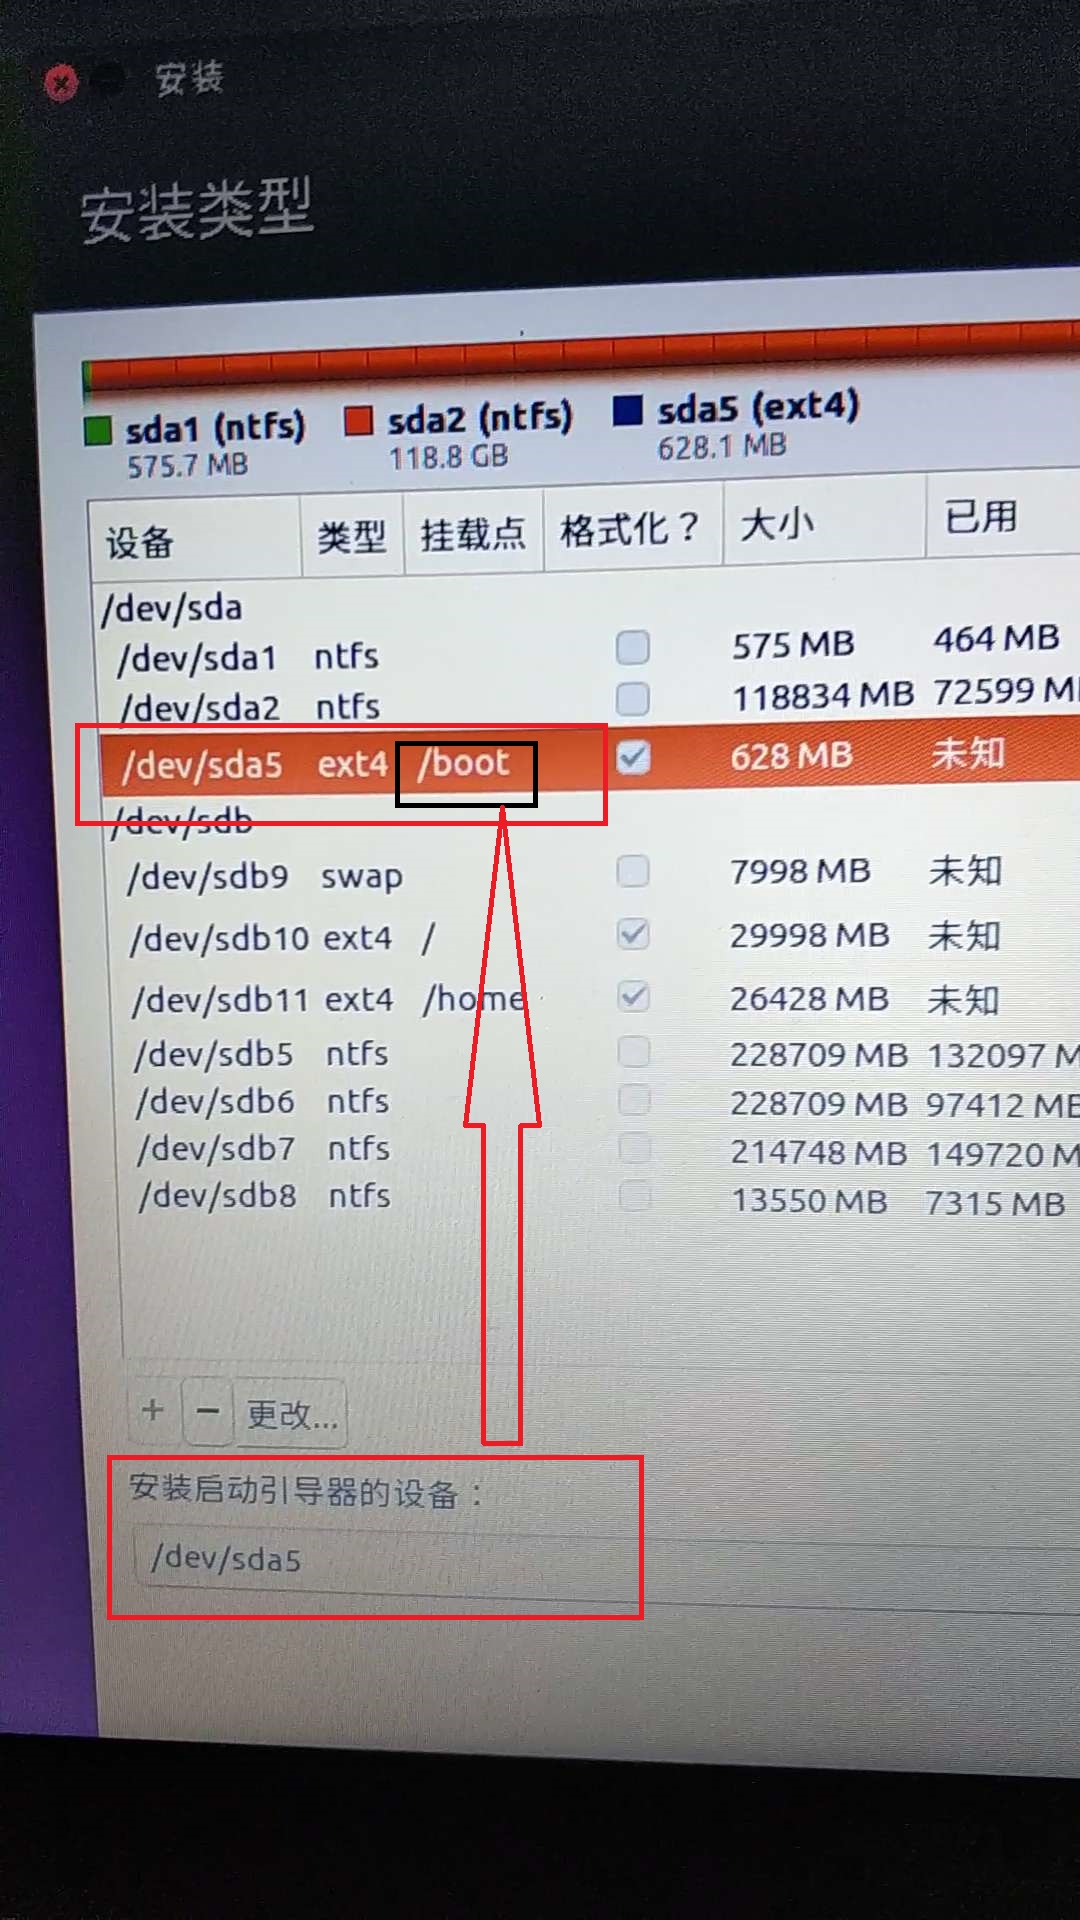 安装
安装类型
sda1 (ntfs) sda2 (ntfs) sda5 (ext4)
575.7 MB 118.8 GB 628.1 MB
设备 类型 挂载点 格式化？ 大小 已用
/dev/sda
/dev/sda1 ntfs 575 MB 464 MB
/dev/sda2 ntfs 118834 MB 72599 M
/dev/sda5 ext4 /boot 628 MB 未知
/dev/sdb
/dev/sdb9 swap 7998 MB 未知
/dev/sdb10 ext4 / 29998 MB 未知
/dev/sdb11 ext4 /home 26428 MB 未知
/dev/sdb5 ntfs 228709 MB 132097 M
/dev/sdb6 ntfs 228709 MB 97412 MB
/dev/sdb7 ntfs 214748 MB 149720 M
/dev/sdb8 ntfs 13550 MB 7315 MB
+ − 更改...
安装启动引导器的设备：
/dev/sda5